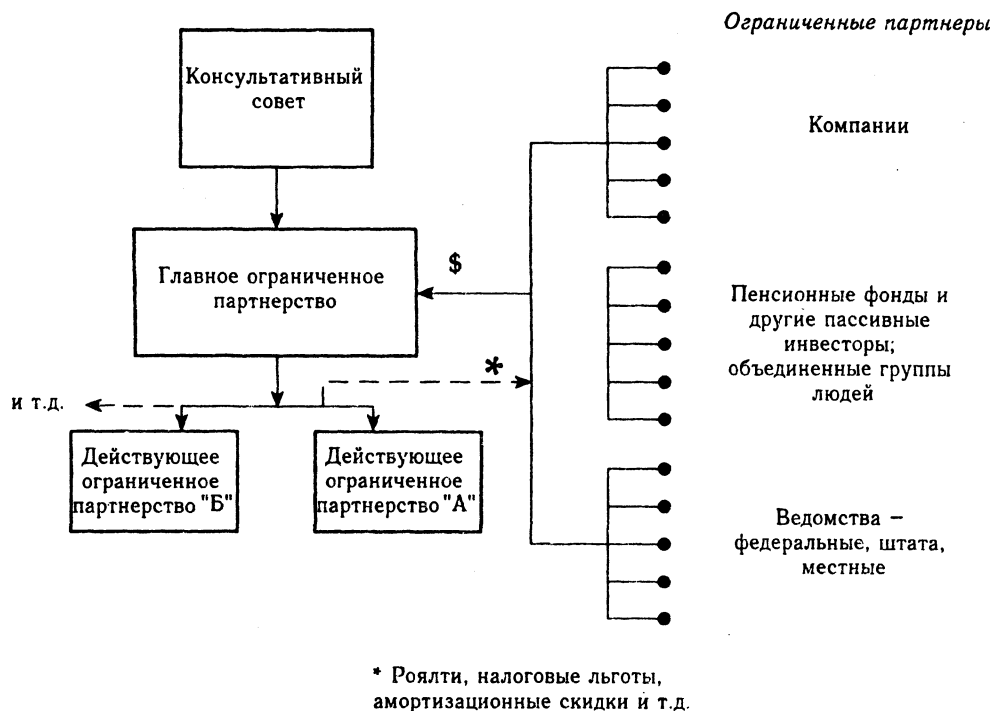 Ограниченные партнеры
Консультативный
совет
Компании
Главное ограниченное
партнерство
$
Пенсионные фонды и
другие пассивные
инвесторы;
объединенные группы
людей
*
и т.д.
Действующее
ограниченное
партнерство "Б"
Действующее
ограниченное
партнерство "А"
Ведомства –
федеральные, штата,
местные
* Роялти, налоговые льготы,
амортизационные скидки и т.д.